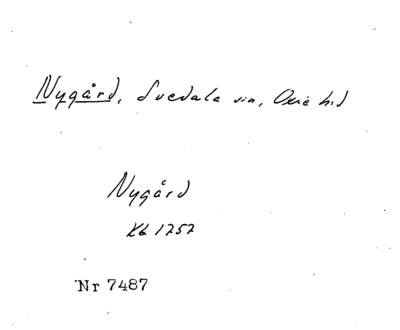 Nygård, Svedala sn, Oxie hd
Nygård
Kb 1757
Nr 7487